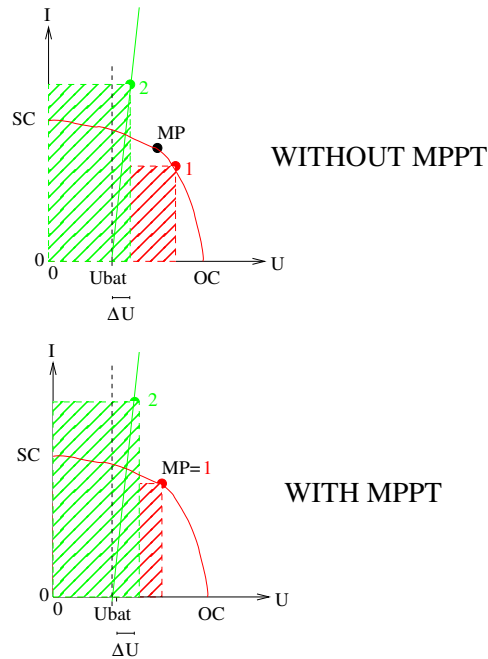 I
2
SC
MP
1
WITHOUT MPPT
0
0
Ubat
OC
U
ΔU
I
2
SC
MP= 1
WITH MPPT
0
0
Ubat
OC
U
ΔU